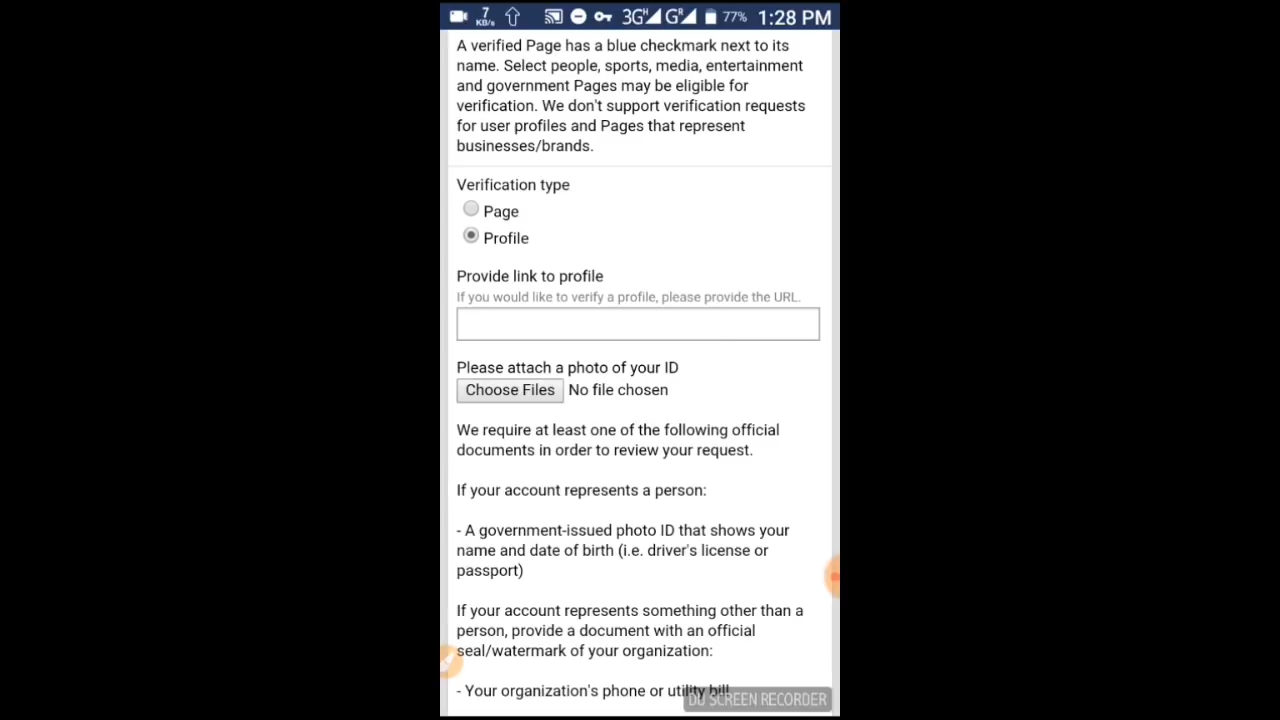 7
KB/s
3G H
G R
77%
1:28 PM
A verified Page has a blue checkmark next to its
name. Select people, sports, media, entertainment
and government Pages may be eligible for
verification. We don't support verification requests
for user profiles and Pages that represent
businesses/brands.
Verification type
Page
Profile
Provide link to profile
If you would like to verify a profile, please provide the URL.
Please attach a photo of your ID
Choose Files No file chosen
We require at least one of the following official
documents in order to review your request.
If your account represents a person:
- A government-issued photo ID that shows your
name and date of birth (i.e. driver's license or
passport)
If your account represents something other than a
person, provide a document with an official
seal/watermark of your organization:
- Your organization's phone or utility bill
DU SCREEN RECORDER